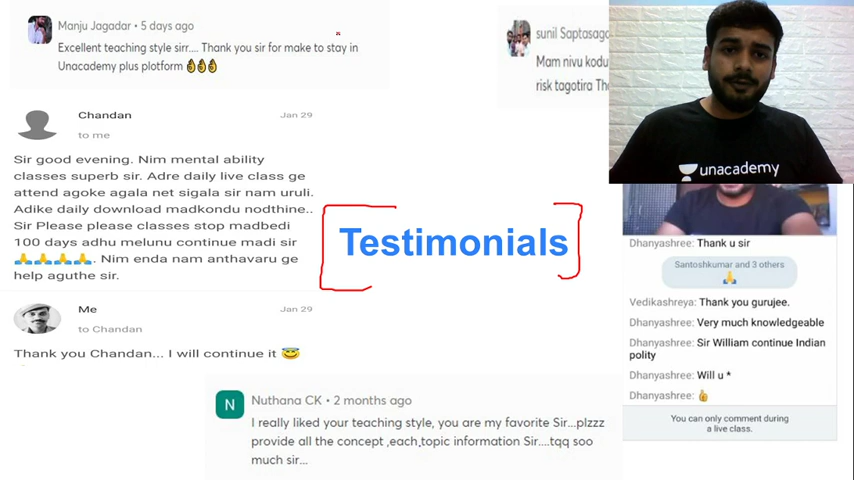 Manju Jagadar • 5 days ago
Excellent teaching style sirr.... Thank you sir for make to stay in
Unacademy plus plotform 👌👌👌
sunil Saptasaga
Mam nivu kodu
risk tagotira
unacademy
Chandan
Jan 29
to me
Sir good evening. Nim mental ability
classes superb sir. Adre daily live class ge
attend agoke agala net sigala sir nam uruli.
Adike daily download madkondu nodthine..
Sir Please please classes stop madbedi
100 days adhu melunu continue madi sir
🙏🙏🙏🙏. Nim enda nam anthavaru ge
help aguthe sir.
Testimonials
Me
Jan 29
to Chandan
Thank you Chandan... I will continue it 😇
Dhanyashree: Thank u sir
Santoshkumar and 3 others
🙏
Vedikashreya: Thank you gurujee.
Dhanyashree: Very much knowledgeable
Dhanyashree: Sir William continue Indian
polity
Dhanyashree: Will u *
Dhanyashree: 👍
You can only comment during
a live class.
N
Nuthana CK • 2 months ago
I really liked your teaching style, you are my favorite Sir...plzzz
provide all the concept ,each,topic information Sir....tqq soo
much sir...